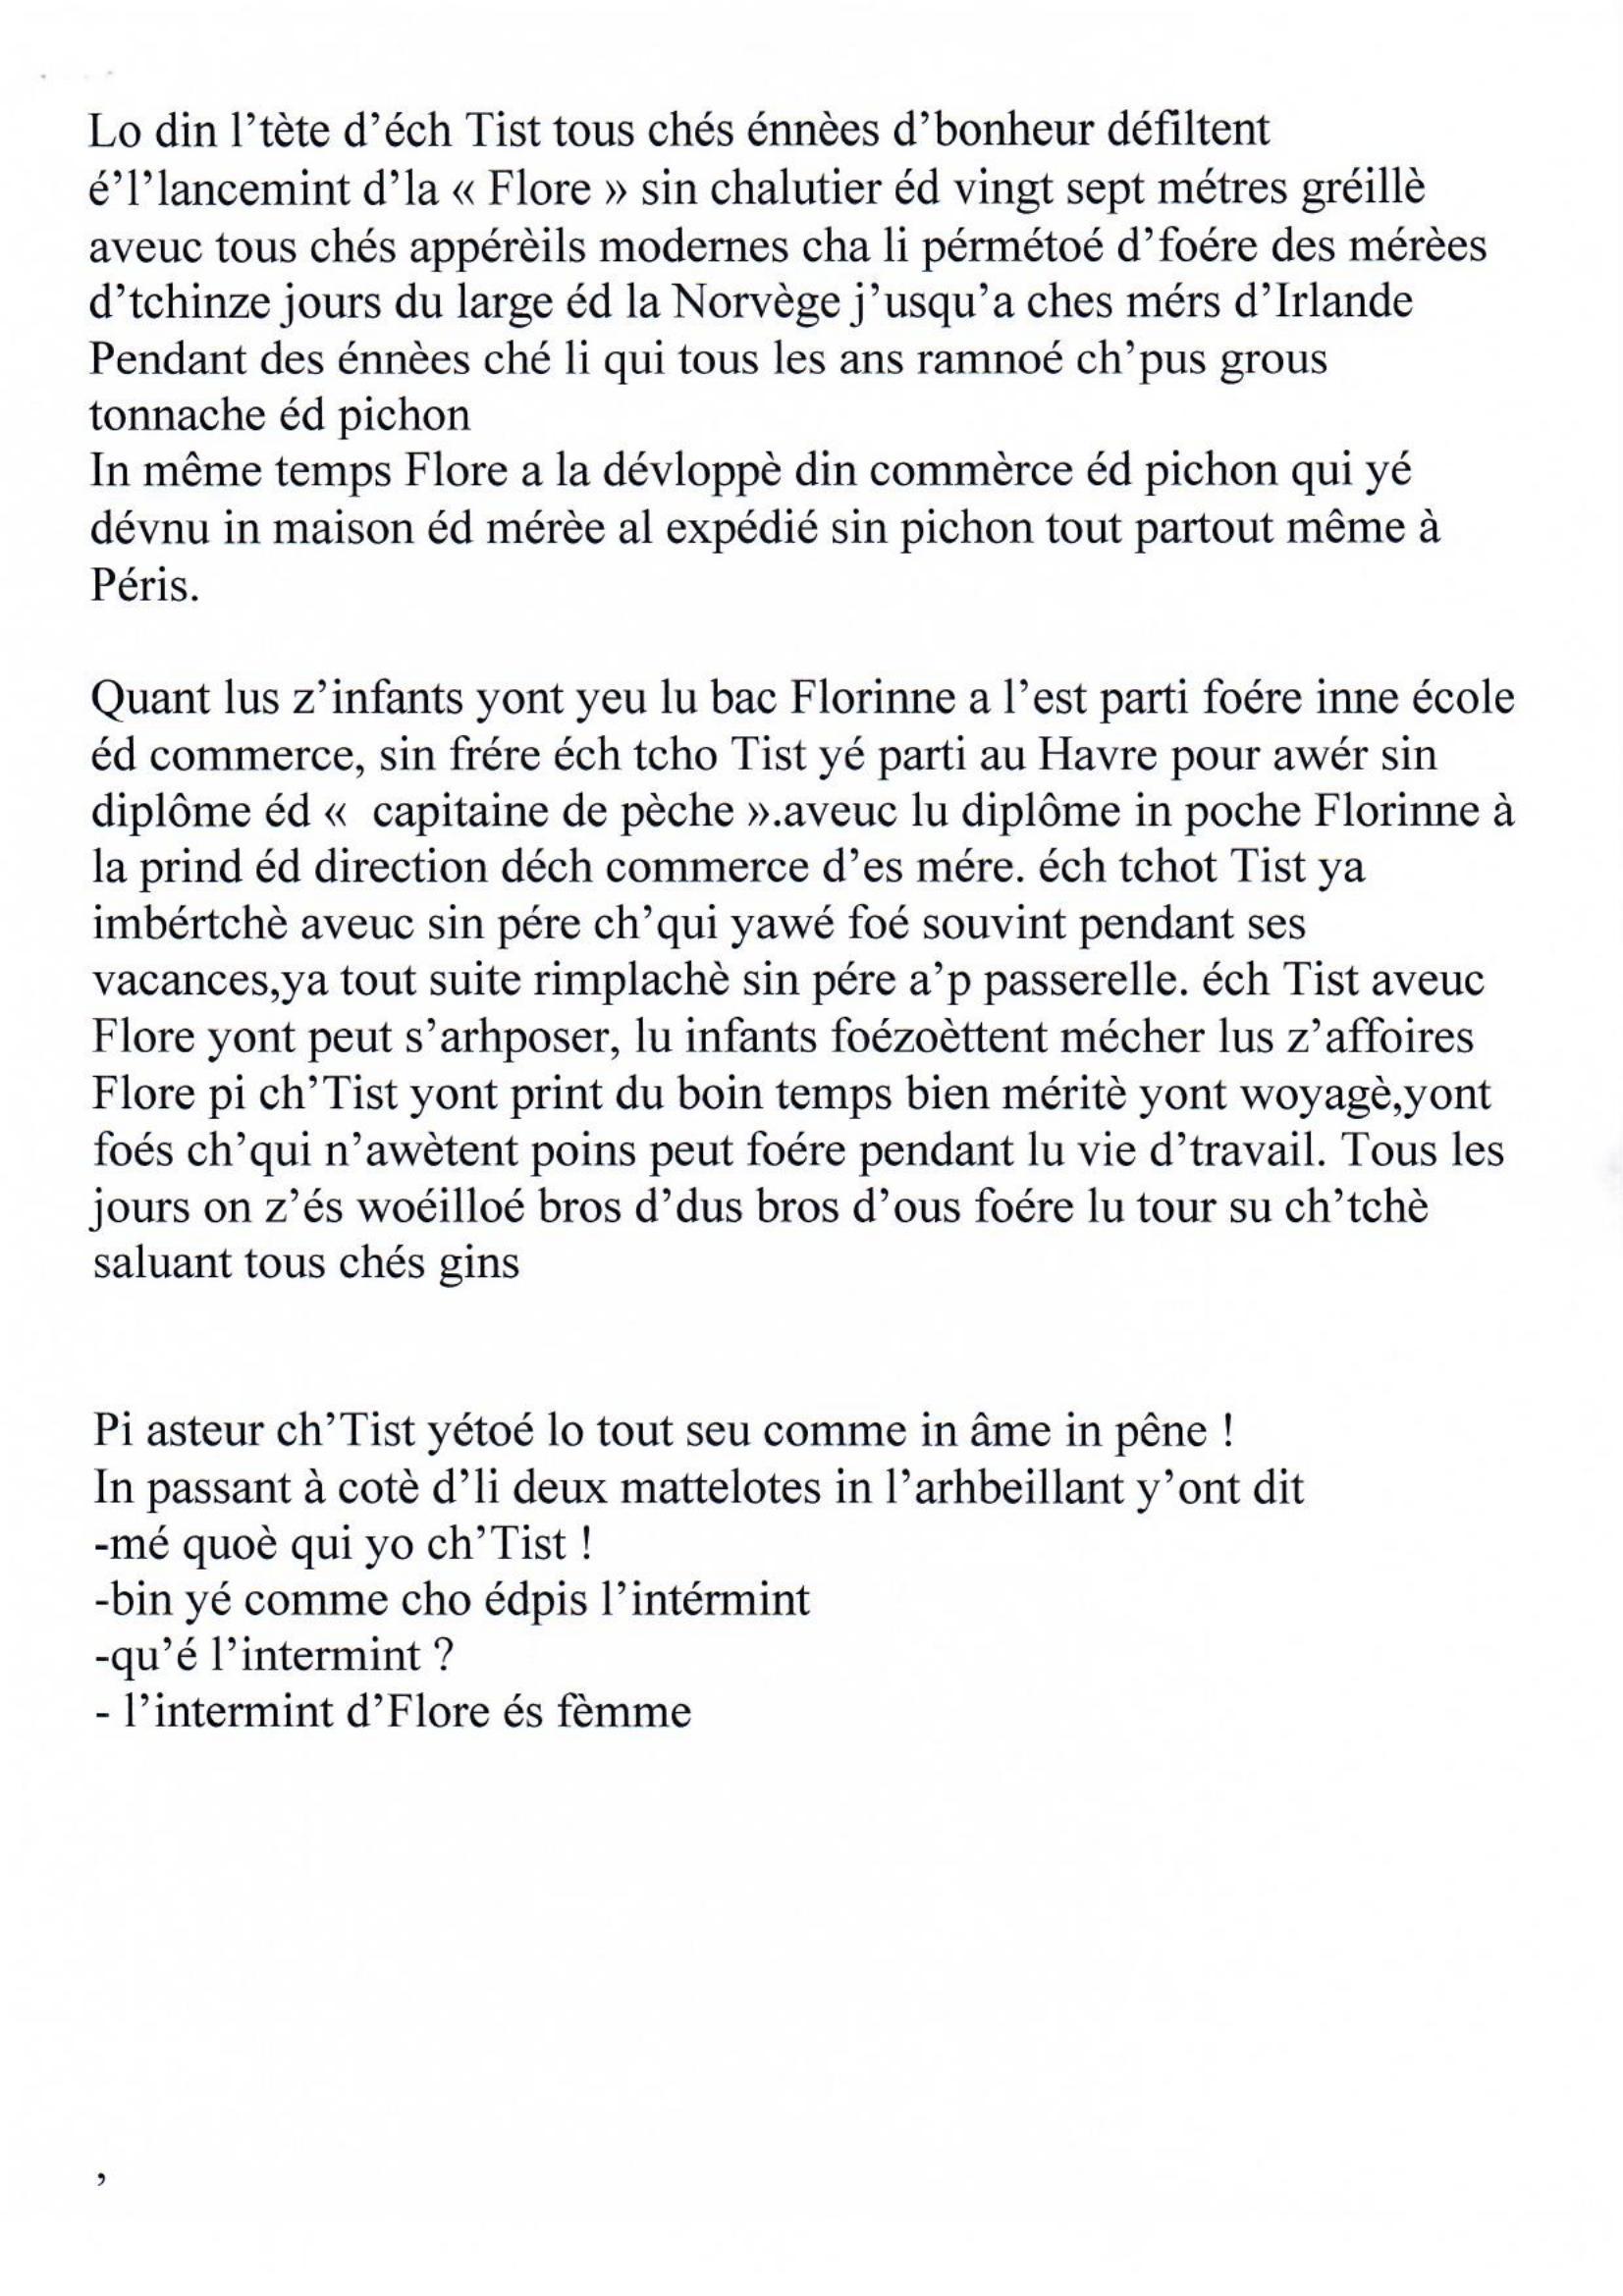 Lo din l’tète d’éch Tist tous chés énnèes d’bonheur défiltent
é’l’lancemint d’la « Flore » sin chalutier éd vingt sept métres gréillè
aveuc tous chés appérèils modernes cha li pérmétoé d’foére des mérèes
d’tchinze jours du large éd la Norvège j’usqu’a ches mérs d’Irlande
Pendant des énnèes ché li qui tous les ans ramnoé ch’pus grous
tonnache éd pichon
In même temps Flore a la dévloppè din commèrce éd pichon qui yé
dévnu in maison éd mérèe al expédié sin pichon tout partout même à
Péris.
Quant lus z’infants yont yeu lu bac Florinne a l’est parti foére inne école
éd commerce, sin frére éch tcho Tist yé parti au Havre pour awér sin
diplôme éd «  capitaine de pèche ».aveuc lu diplôme in poche Florinne à
la prind éd direction déch commerce d’es mére. éch tchot Tist ya
imbértchè aveuc sin pére ch’qui yawé foé souvint pendant ses
vacances,ya tout suite rimplachè sin pére a’p passerelle. éch Tist aveuc
Flore yont peut s’arhposer, lu infants foézoèttent mécher lus z’affoires
Flore pi ch’Tist yont print du boin temps bien méritè yont woyagè,yont
foés ch’qui n’awètent poins peut foére pendant lu vie d’travail. Tous les
jours on z’és woéilloé bros d’dus bros d’ous foére lu tour su ch’tchè
saluant tous chés gins
Pi asteur ch’Tist yétoé lo tout seu comme in âme in pêne !
In passant à cotè d’li deux mattelotes in l’arhbeillant y’ont dit
-mé quoè qui yo ch’Tist !
-bin yé comme cho édpis l’intérmint
-qu’é l’intermint ?
- l’intermint d’Flore és fèmme
,